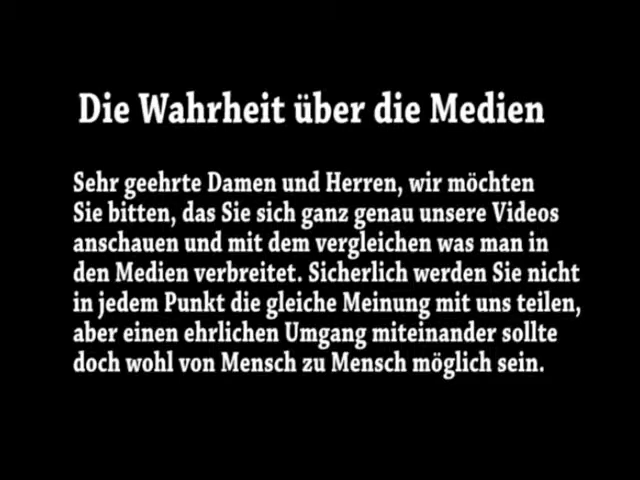 Die Wahrheit über die Medien
Sehr geehrte Damen und Herren, wir möchten
Sie bitten, das Sie sich ganz genau unsere Videos
anschauen und mit dem vergleichen was man in
den Medien verbreitet. Sicherlich werden Sie nicht
in jedem Punkt die gleiche Meinung mit uns teilen,
aber einen ehrlichen Umgang miteinander sollte
doch wohl von Mensch zu Mensch möglich sein.